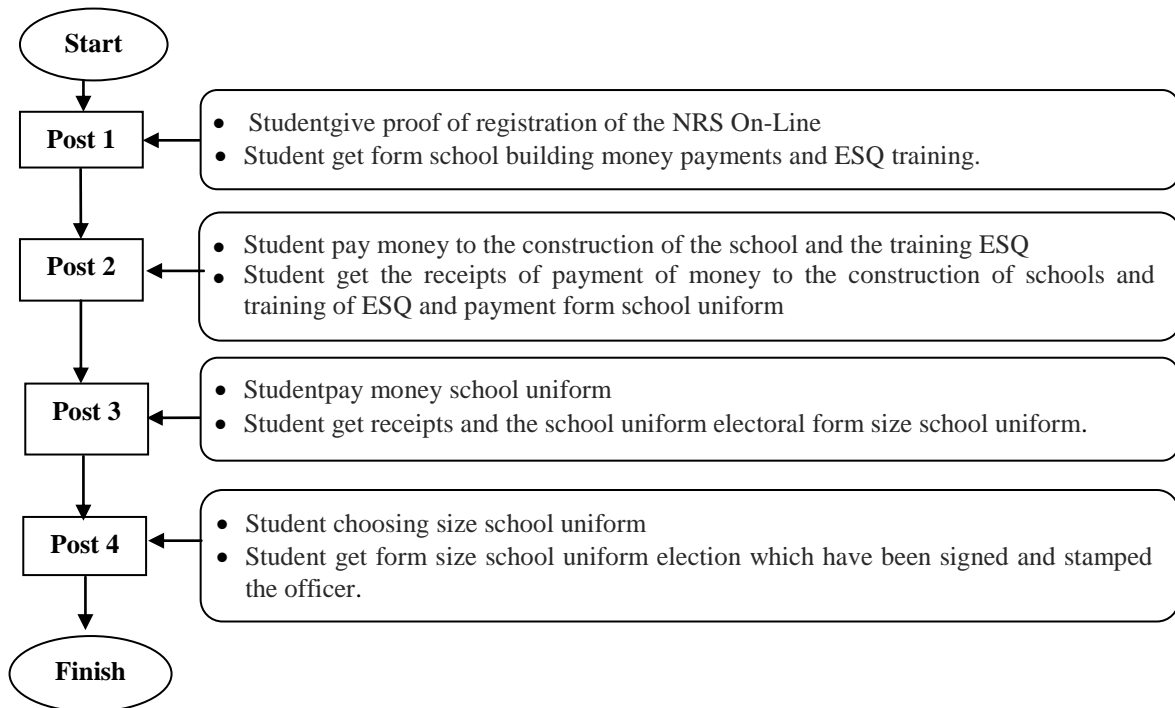 Start
Post 1
• Studentgive proof of registration of the NRS On-Line
• Student get form school building money payments and ESQ training.
Post 2
• Student pay money to the construction of the school and the training ESQ
• Student get the receipts of payment of money to the construction of schools and
training of ESQ and payment form school uniform
Post 3
• Studentpay money school uniform
• Student get receipts and the school uniform electoral form size school uniform.
Post 4
• Student choosing size school uniform
• Student get form size school uniform election which have been signed and stamped
the officer.
Finish